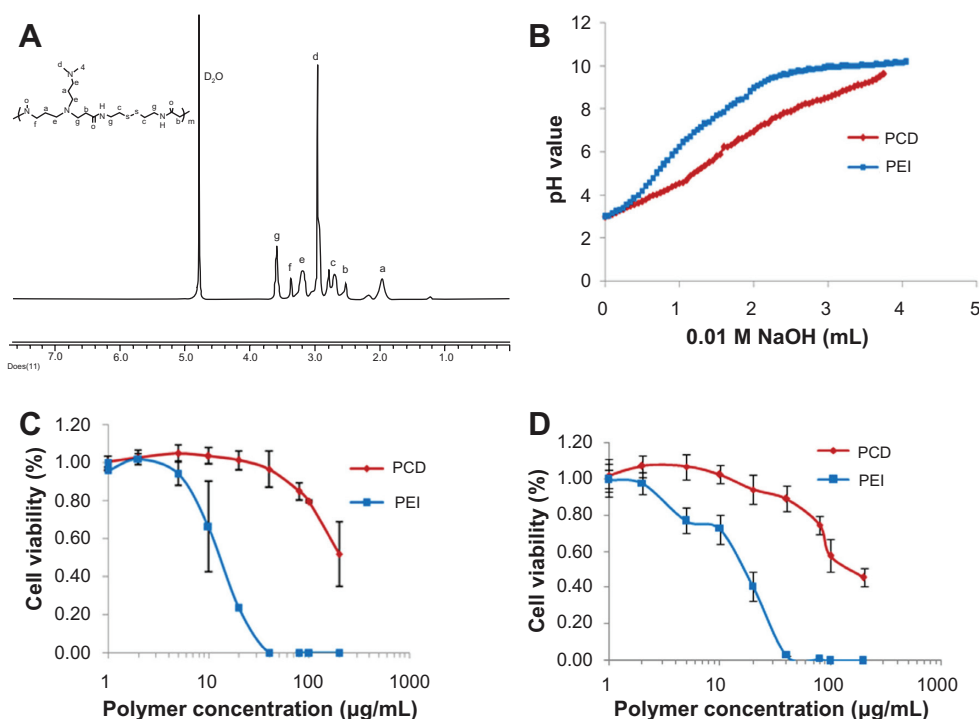 A
D₂O
d
d
4
N
e
a
e
o
N
N
a
b
H
N
c
S
S
g
N
H
O
f
e
g
o
g
c
b
m
g
f
e
c
b
a
7.0 6.0 5.0 4.0 3.0 2.0 1.0
Does(11)
B
12
10
8
6
4
2
0
pH value
PCD
PEI
0 1 2 3 4 5
0.01 M NaOH (mL)
C
1.20
1.00
0.80
0.60
0.40
0.20
0.00
Cell viability (%)
PCD
PEI
1 10 100 1000
Polymer concentration (µg/mL)
D
1.20
1.00
0.80
0.60
0.40
0.20
0.00
Cell viability (%)
PCD
PEI
1 10 100 1000
Polymer concentration (µg/mL)